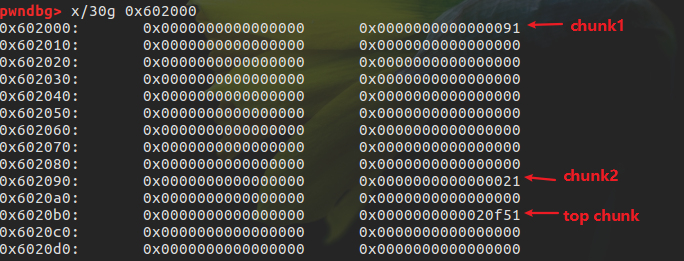 pwndbg> x/30g 0x602000
0x602000: 0x0000000000000000 0x0000000000000091 chunk1
0x602010: 0x0000000000000000 0x0000000000000000
0x602020: 0x0000000000000000 0x0000000000000000
0x602030: 0x0000000000000000 0x0000000000000000
0x602040: 0x0000000000000000 0x0000000000000000
0x602050: 0x0000000000000000 0x0000000000000000
0x602060: 0x0000000000000000 0x0000000000000000
0x602070: 0x0000000000000000 0x0000000000000000
0x602080: 0x0000000000000000 0x0000000000000000
0x602090: 0x0000000000000000 0x0000000000000021 chunk2
0x6020a0: 0x0000000000000000 0x0000000000000000
0x6020b0: 0x0000000000000000 0x0000000000020f51 top chunk
0x6020c0: 0x0000000000000000 0x0000000000000000
0x6020d0: 0x0000000000000000 0x0000000000000000